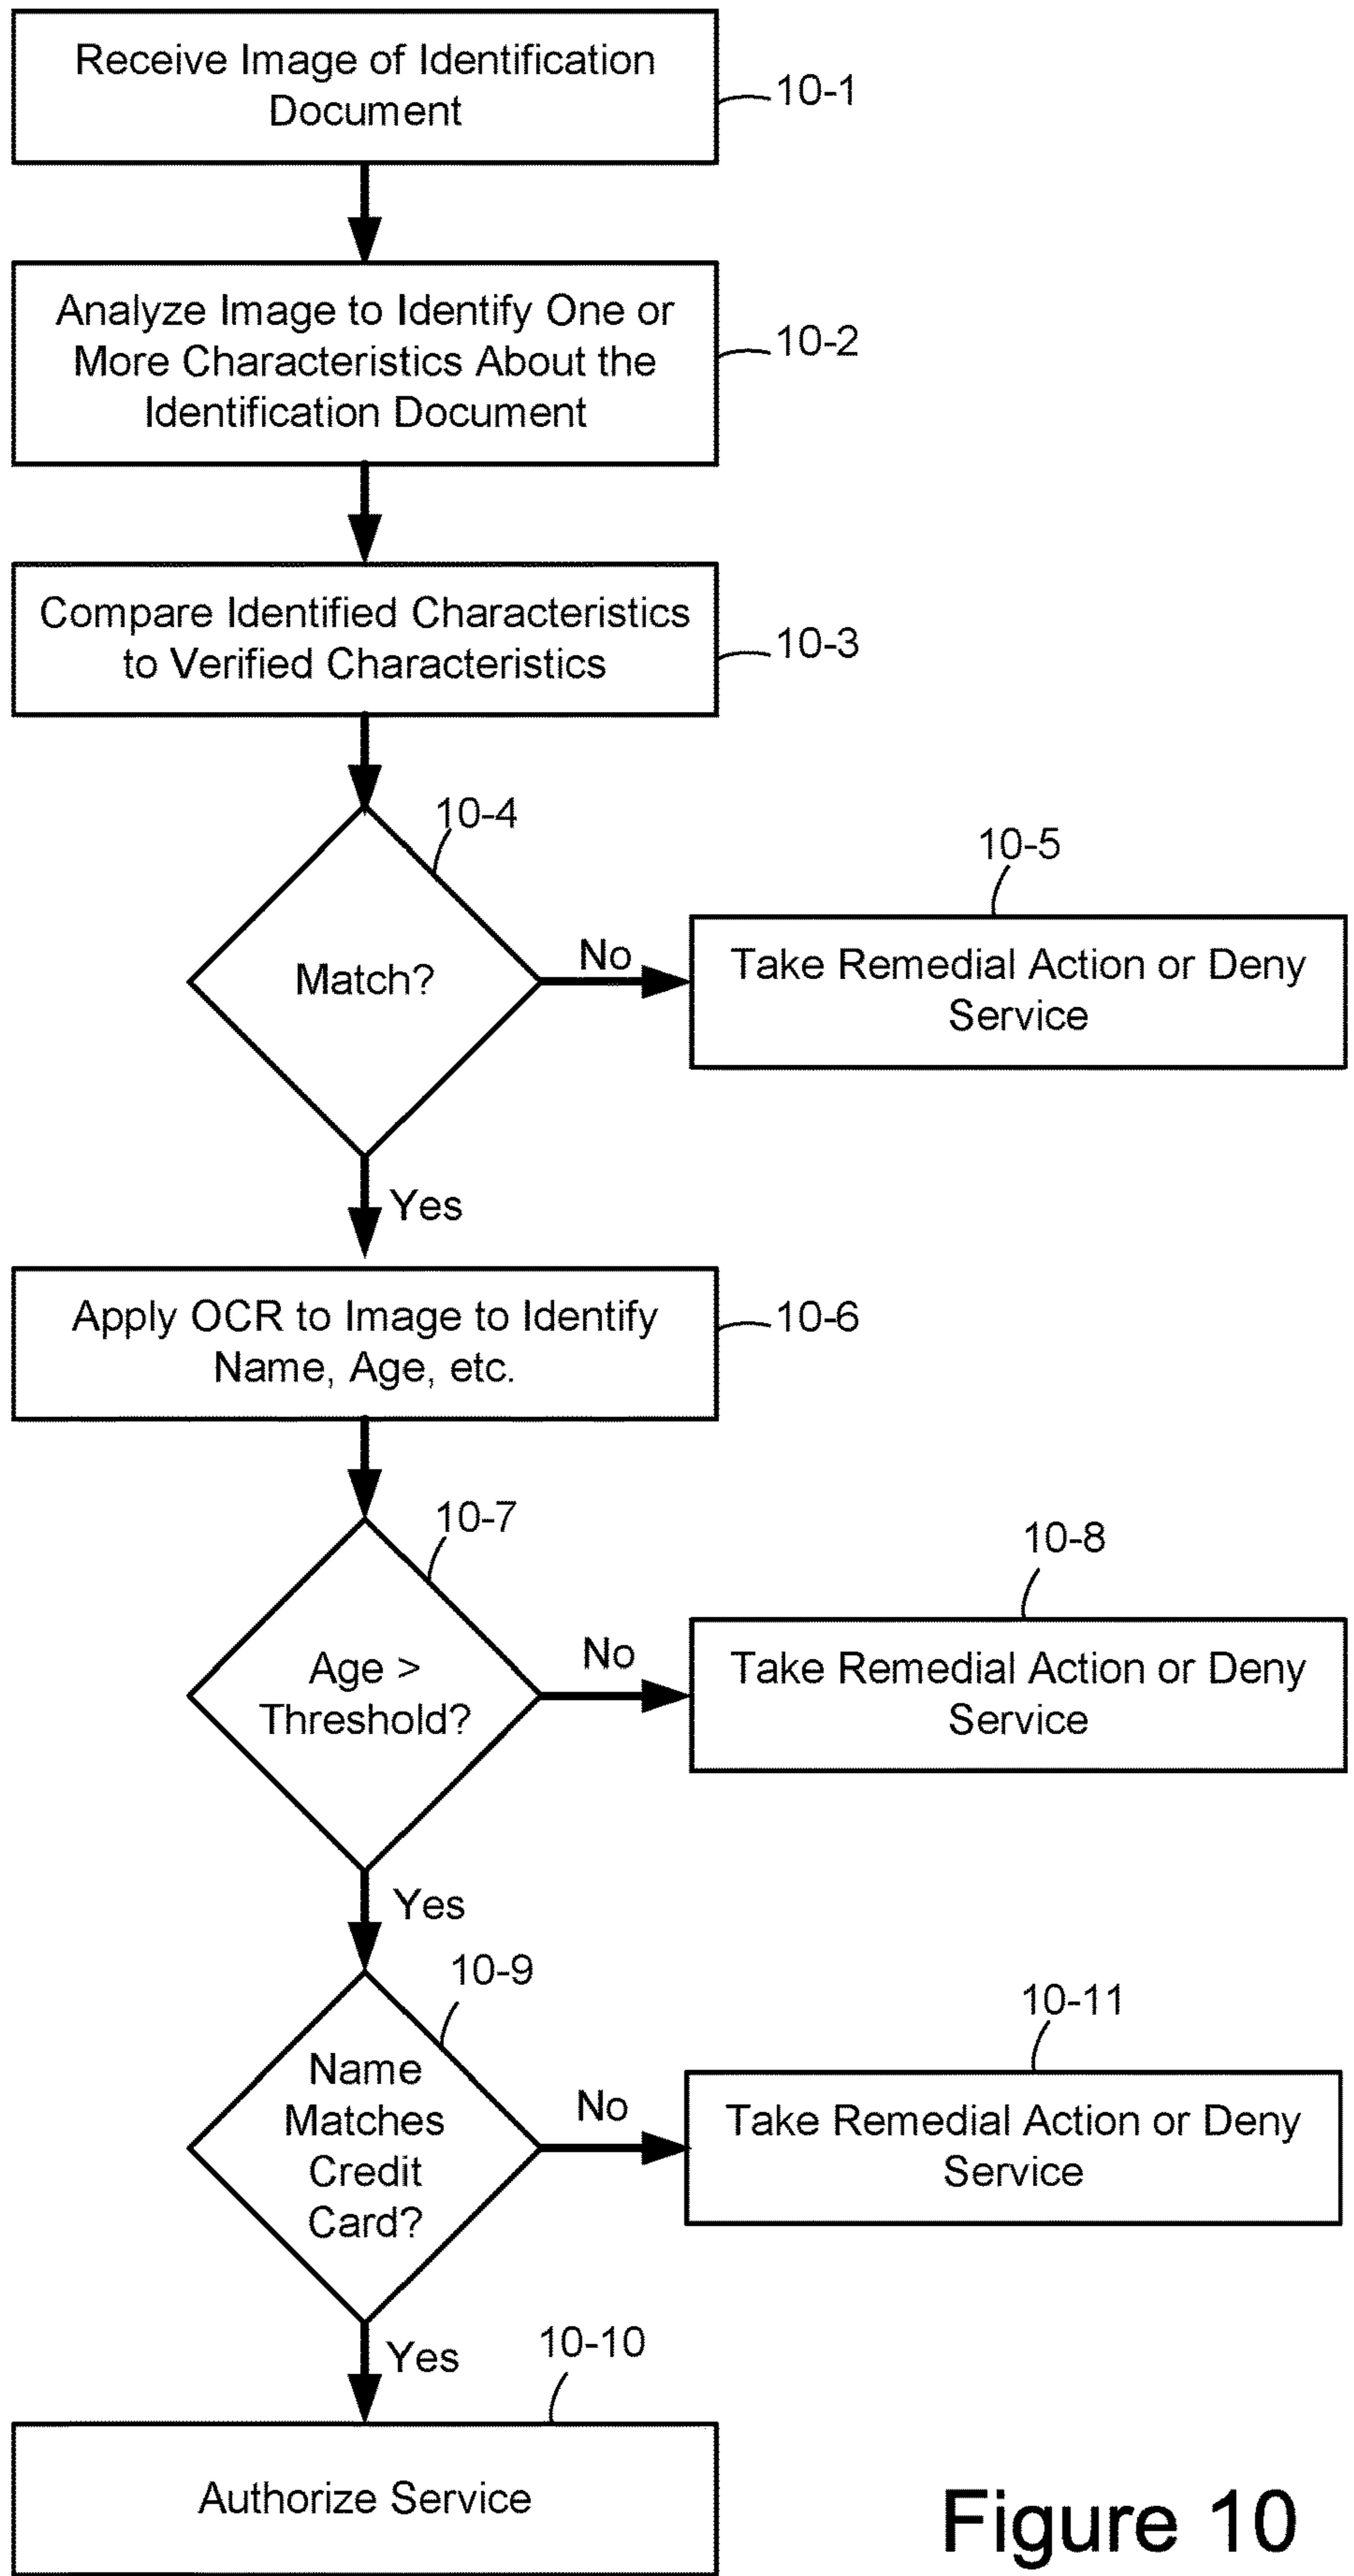 Receive Image of Identification
Document
10-1
Analyze Image to Identify One or
More Characteristics About the
Identification Document
10-2
Compare Identified Characteristics
to Verified Characteristics
10-3
10-4
Match?
No
10-5
Take Remedial Action or Deny
Service
Yes
Apply OCR to Image to Identify
Name, Age, etc.
10-6
10-7
Age >
Threshold?
No
10-8
Take Remedial Action or Deny
Service
Yes
10-9
Name
Matches
Credit
Card?
No
10-11
Take Remedial Action or Deny
Service
Yes
10-10
Authorize Service
Figure 10